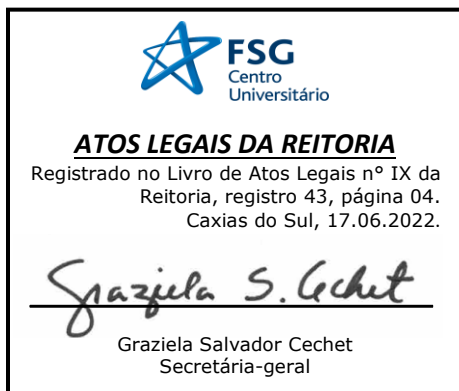 FSG
Centro
Universitário
ATOS LEGAIS DA REITORIA
Registrado no Livro de Atos Legais n° IX da
Reitoria, registro 43, página 04.
Caxias do Sul, 17.06.2022.
Graziela S. Cechet
Graziela Salvador Cechet
Secretária-geral